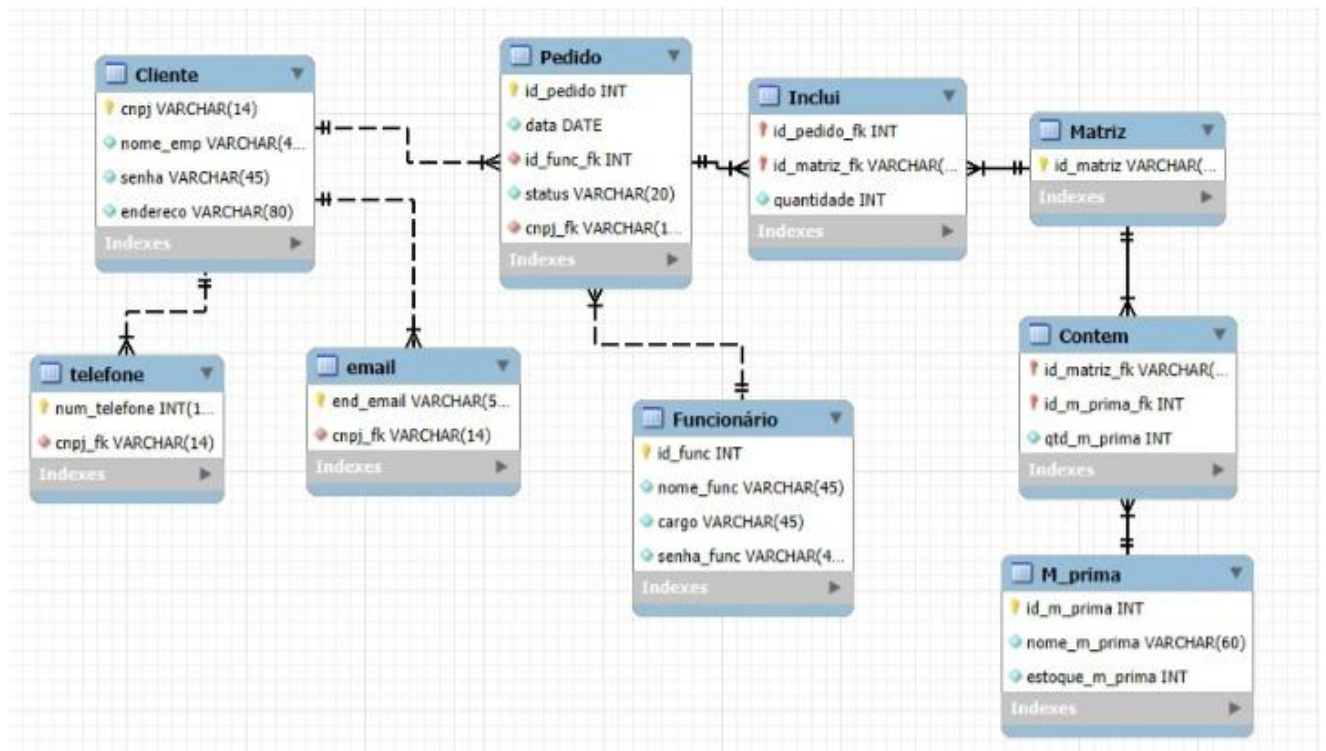 Cliente
cnpj VARCHAR(14)
nome_emp VARCHAR(4...
senha VARCHAR(45)
endereco VARCHAR(80)
Indexes
Pedido
id_pedido INT
data DATE
id_func_fk INT
status VARCHAR(20)
cnpj_fk VARCHAR(1...
Indexes
Inclui
id_pedido_fk INT
id_matriz_fk VARCHAR(...
quantidade INT
Indexes
Matriz
id_matriz VARCHAR(...
Indexes
telefone
num_telefone INT(1...
cnpj_fk VARCHAR(14)
Indexes
email
end_email VARCHAR(5...
cnpj_fk VARCHAR(14)
Indexes
Funcionário
id_func INT
nome_func VARCHAR(45)
cargo VARCHAR(45)
senha_func VARCHAR(4...
Indexes
Contem
id_matriz_fk VARCHAR(...
id_m_prima_fk INT
qtd_m_prima INT
Indexes
M_prima
id_m_prima INT
nome_m_prima VARCHAR(60)
estoque_m_prima INT
Indexes